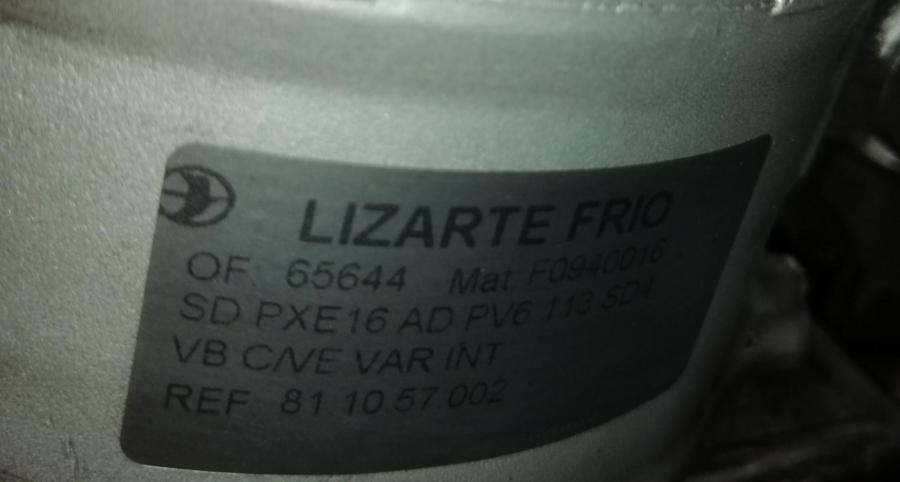 LIZARTE FRIO
OF: 65644 Mat: F0940016
SD PXE16 AD PV6 113 SD4
VB C/VE VAR INT
REF: 81 10 57 002